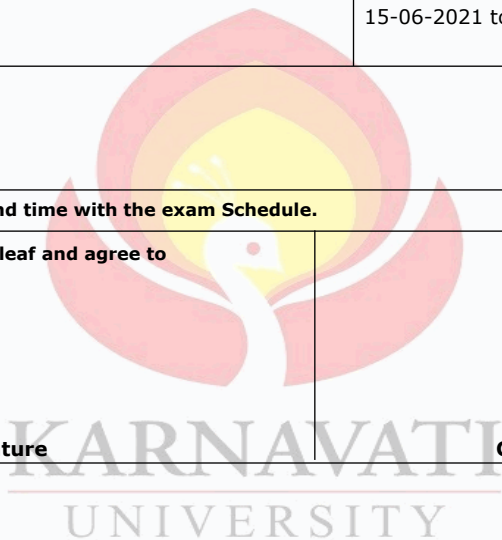 15-06-2021 to
nd time with the exam Schedule.
leaf and agree to
ture
KARNAVATI
UNIVERSITY